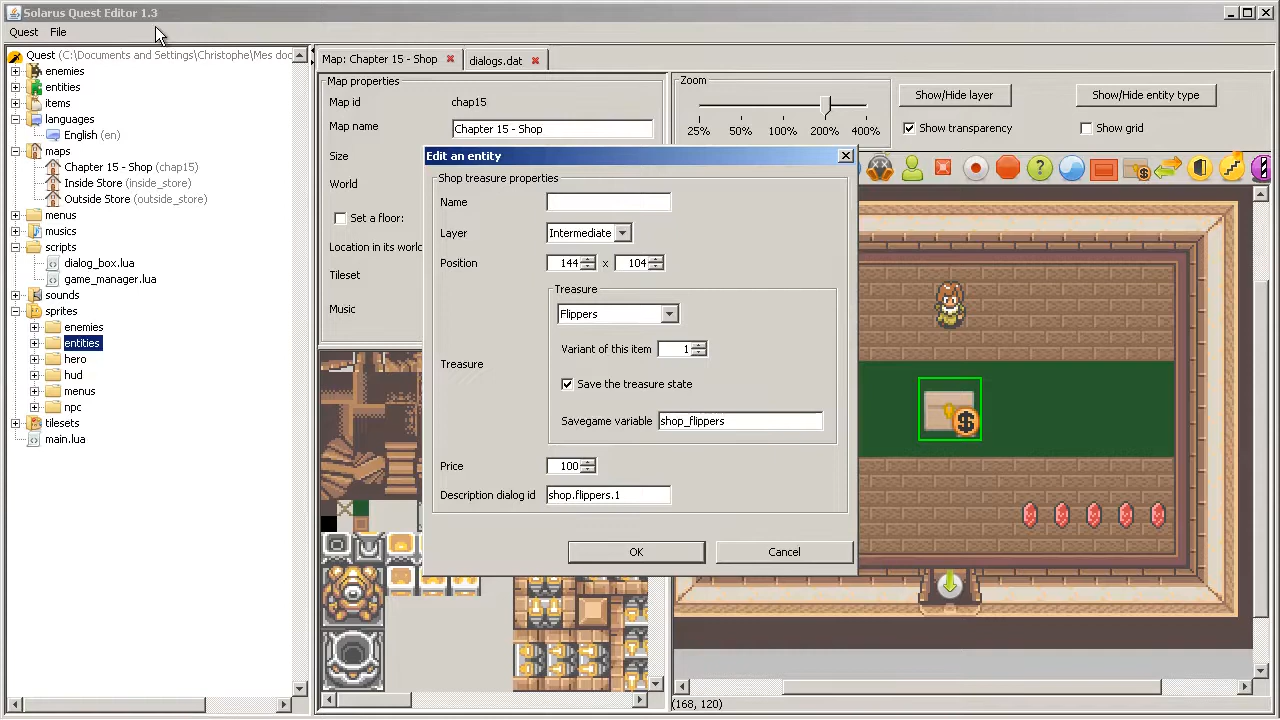 Solarus Quest Editor 1.3
Quest File
Quest (C:\Documents and Settings\Christophe\Mes doc
enemies
entities
items
languages
English (en)
maps
Chapter 15 - Shop (chap15)
Inside Store (inside_store)
Outside Store (outside_store)
menus
musics
scripts
dialog_box.lua
game_manager.lua
sounds
sprites
enemies
entities
hero
hud
menus
npc
tilesets
main.lua
Map: Chapter 15 - Shop
dialogs.dat
Map properties
Map id chap15
Map name Chapter 15 - Shop
Size
World
Set a floor:
Location in its world
Tileset
Music
Zoom
25% 50% 100% 200% 400%
Show/Hide layer
Show/Hide entity type
Show transparency
Show grid
Edit an entity
Shop treasure properties
Name
Layer Intermediate
Position 144 x 104
Treasure
Treasure
Flippers
Variant of this item 1
Save the treasure state
Savegame variable shop_flippers
Price 100
Description dialog id shop.flippers.1
OK Cancel
(168, 120)